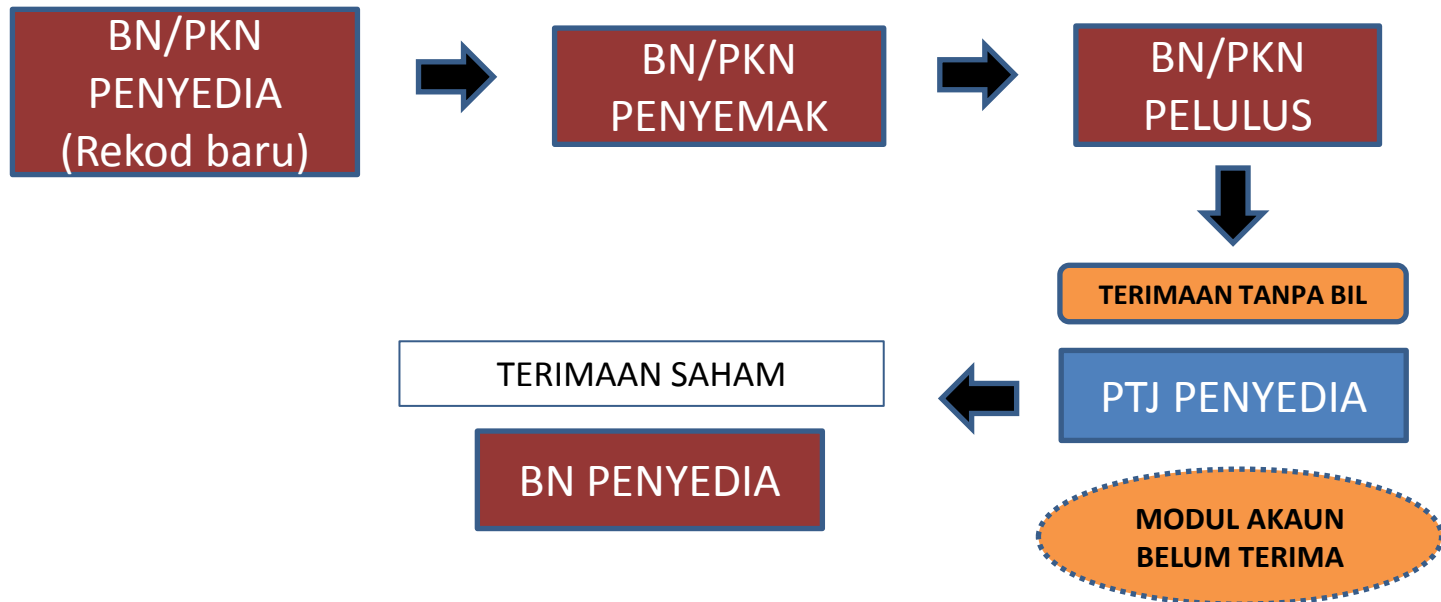 BN/PKN
PENYEDIA
(Rekod baru)
BN/PKN
PENYEMAK
BN/PKN
PELULUS
TERIMAAN TANPA BIL
PTJ PENYEDIA
MODUL AKAUN
BELUM TERIMA
TERIMAAN SAHAM
BN PENYEDIA